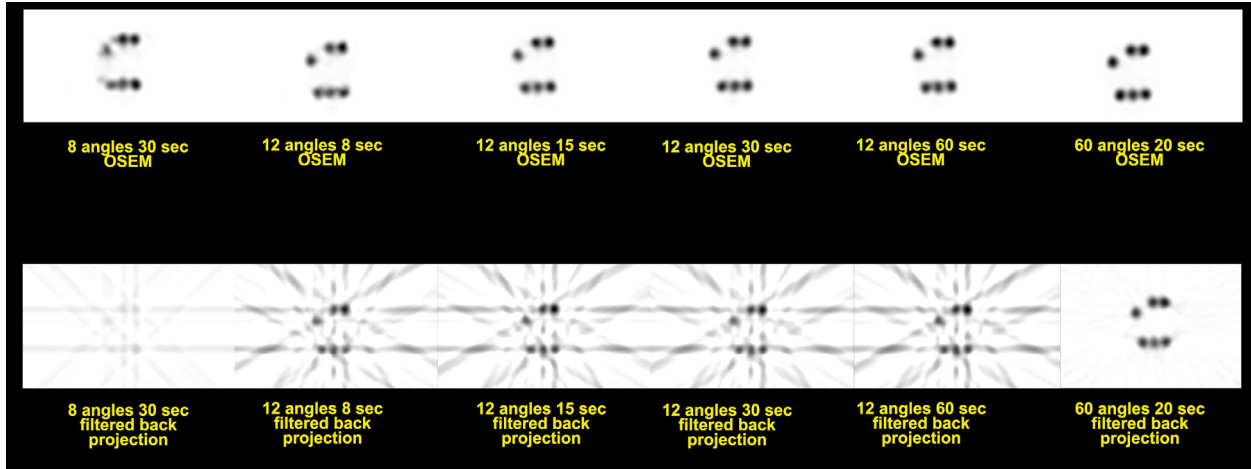 8 angles 30 sec
OSEM
12 angles 8 sec
OSEM
12 angles 15 sec
OSEM
12 angles 30 sec
OSEM
12 angles 60 sec
OSEM
60 angles 20 sec
OSEM
8 angles 30 sec
filtered back
projection
12 angles 8 sec
filtered back
projection
12 angles 15 sec
filtered back
projection
12 angles 30 sec
filtered back
projection
12 angles 60 sec
filtered back
projection
60 angles 20 sec
filtered back
projection